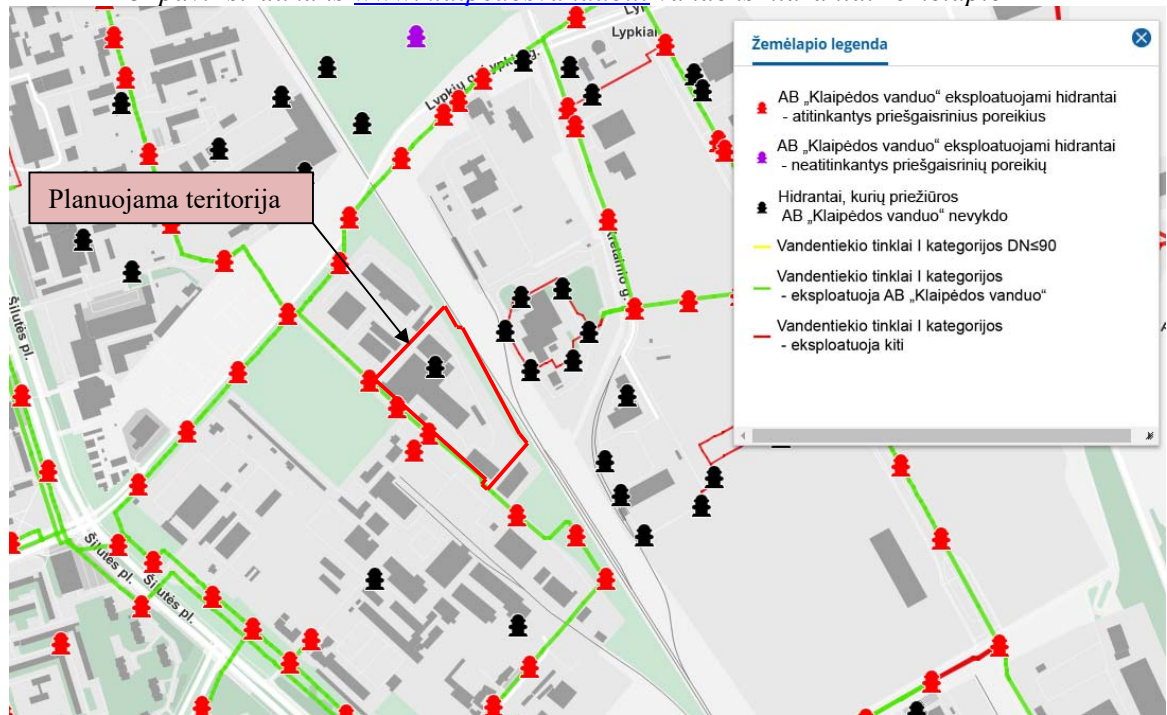 Lypkiai
Lypkių g. Lypkių g.
Žemėlapio legenda
AB „Klaipėdos vanduo“ eksploatuojami hidrantai
- atitinkantys priešgaisrinius poreikius
AB „Klaipėdos vanduo“ eksploatuojami hidrantai
- neatitinkantys priešgaisrinių poreikių
Hidrantai, kurių priežiūros
AB „Klaipėdos vanduo“ nevykdo
Vandentiekio tinklai I kategorijos DN≤90
Vandentiekio tinklai I kategorijos
- eksploatuoja AB „Klaipėdos vanduo“
Vandentiekio tinklai I kategorijos
- eksploatuoja kiti
Planuojama teritorija
Kretainio g.
Šilutės pl.
Šilutės pl.
Šilutės pl.